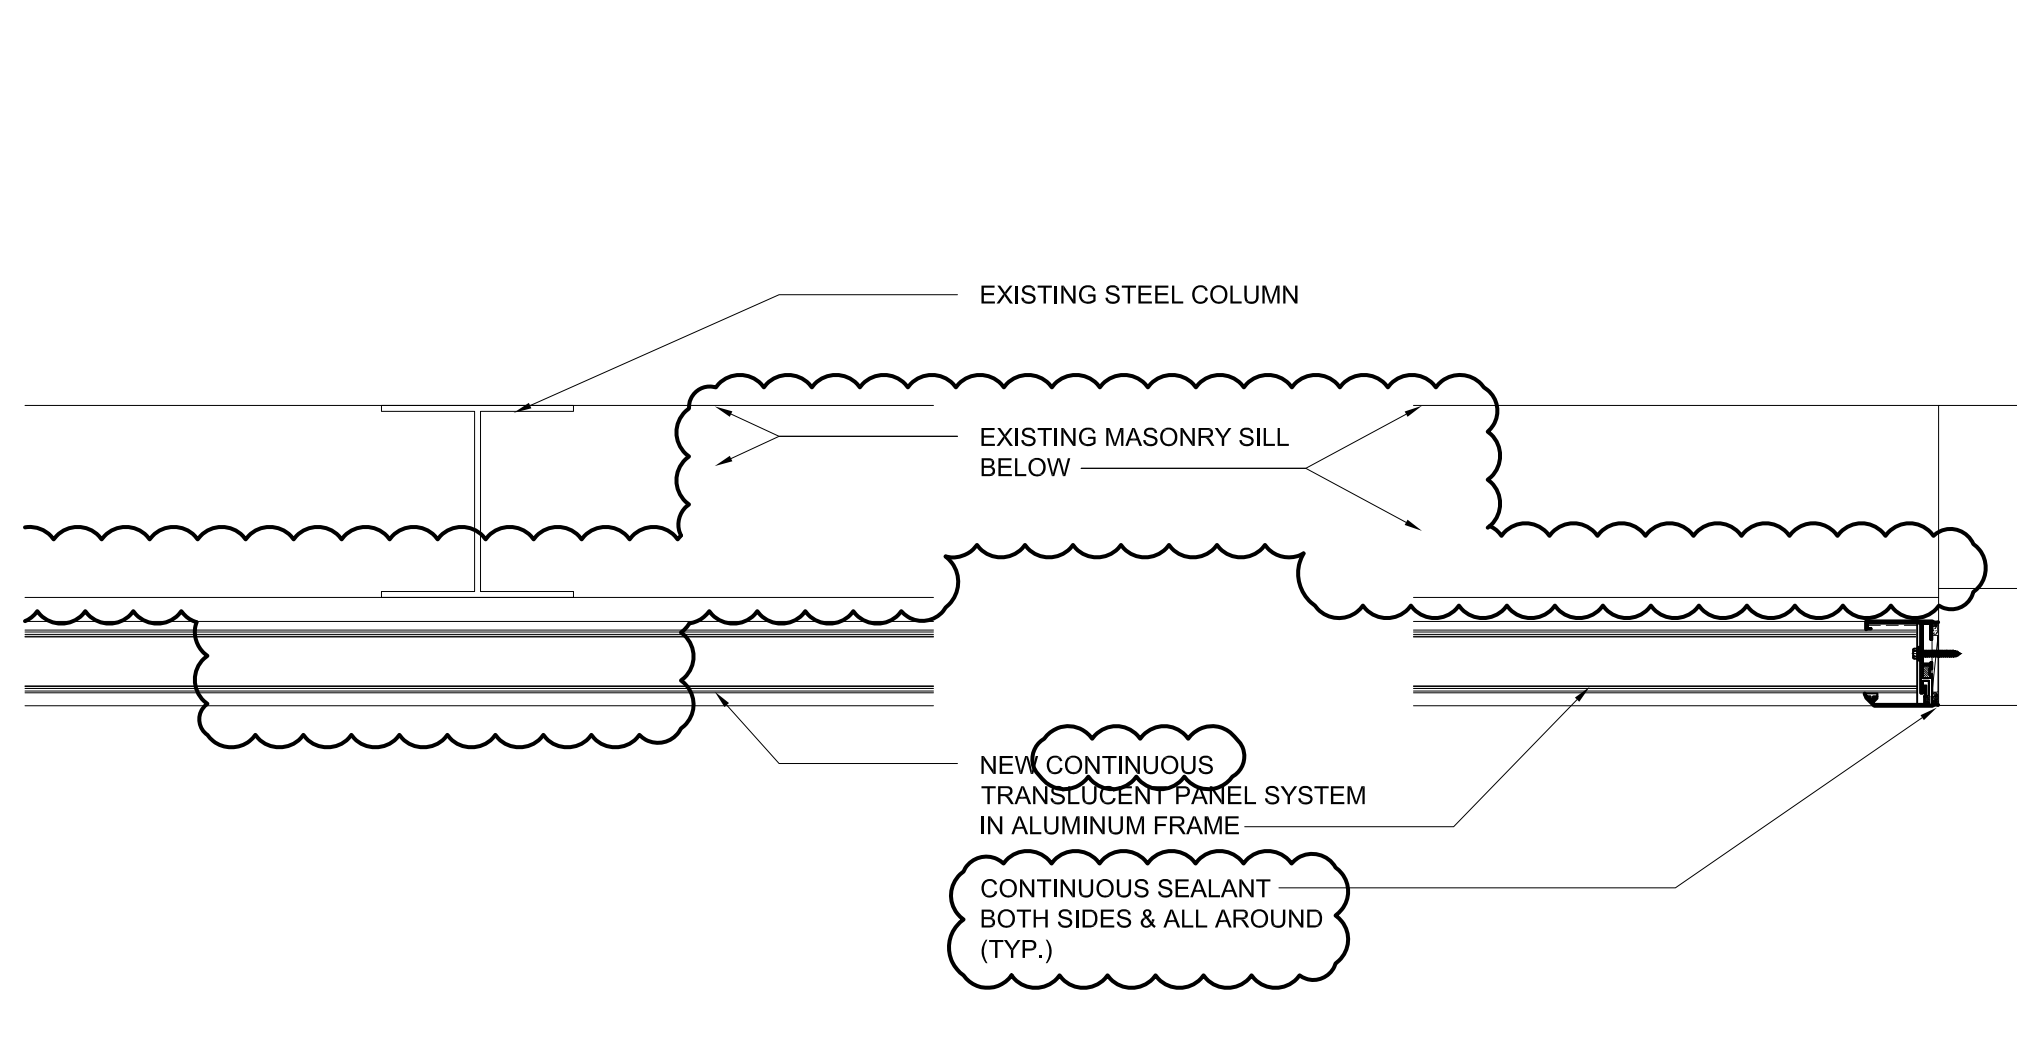 EXISTING STEEL COLUMN
EXISTING MASONRY SILL
BELOW
NEW CONTINUOUS
TRANSLUCENT PANEL SYSTEM
IN ALUMINUM FRAME
CONTINUOUS SEALANT
BOTH SIDES & ALL AROUND
(TYP.)